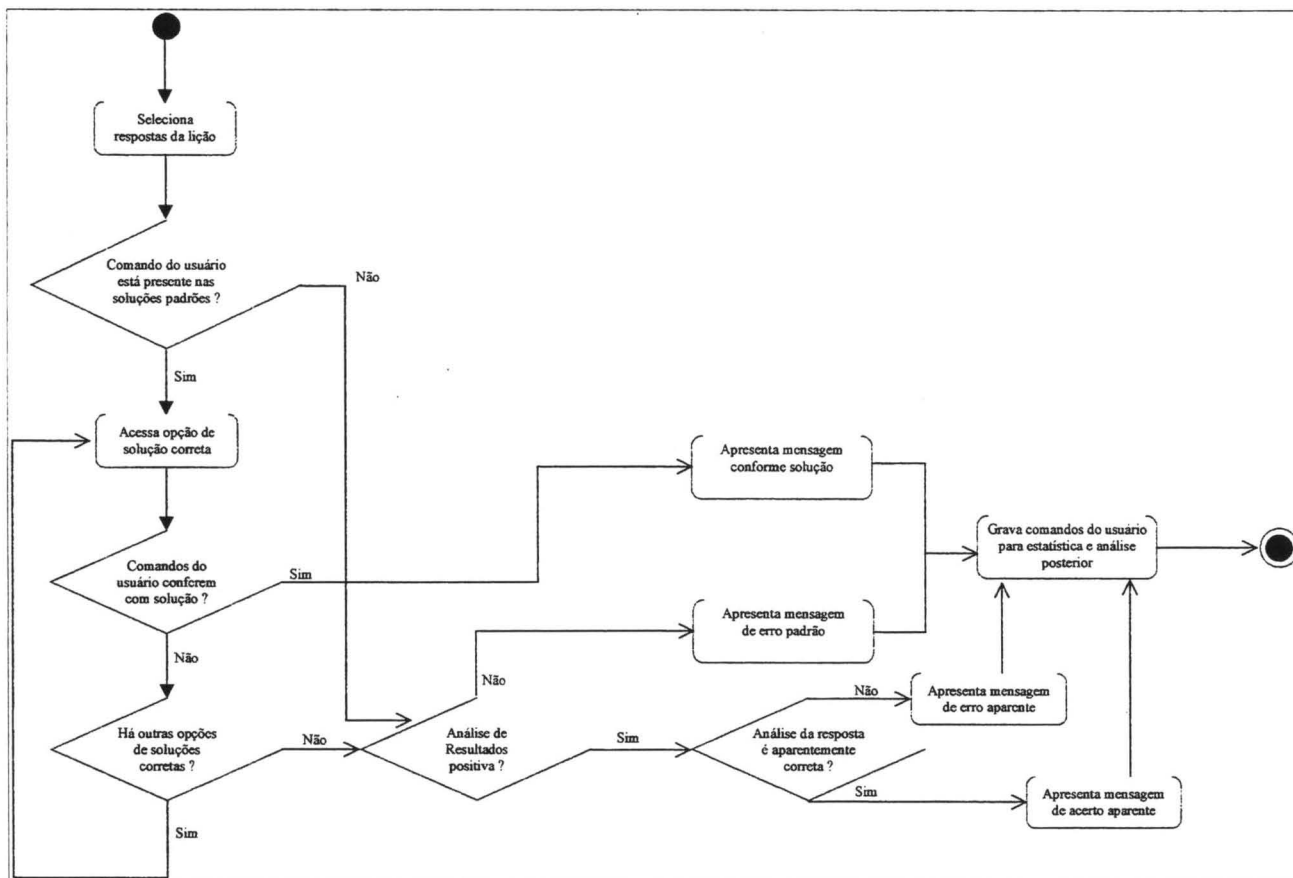 Seleciona
respostas da lição
Comando do usuário
está presente nas
soluções padrões ?
Não
Sim
Acessa opção de
solução correta
Apresenta mensagem
conforme solução
Grava comandos do usuário
para estatística e análise
posterior
Comandos do
usuário conferem
com solução ?
Sim
Apresenta mensagem
de erro padrão
Não
Não
Não
Apresenta mensagem
de erro aparente
Há outras opções
de soluções
corretas ?
Não
Análise de
Resultados
positiva ?
Sim
Análise da resposta
é aparentemente
correta ?
Sim
Apresenta mensagem
de acerto aparente
Sim